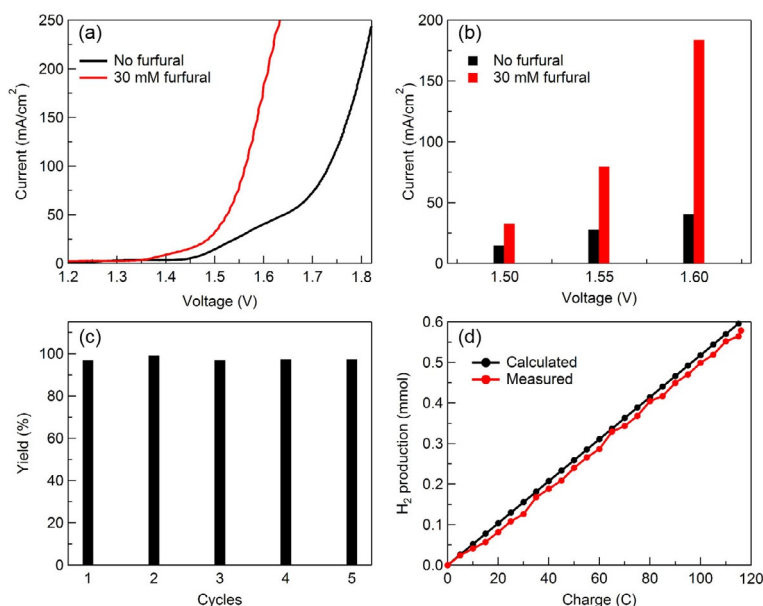 (a)
No furfural
30 mM furfural
250
200
150
100
50
0
Current (mA/cm²)
1.2 1.3 1.4 1.5 1.6 1.7 1.8
Voltage (V)
(b)
No furfural
30 mM furfural
200
150
100
50
0
Current (mA/cm²)
1.50 1.55 1.60
Voltage (V)
(c)
100
80
60
40
20
0
Yield (%)
1 2 3 4 5
Cycles
(d)
Calculated
Measured
0.6
0.5
0.4
0.3
0.2
0.1
0.0
H₂ production (mmol)
0 20 40 60 80 100 120
Charge (C)